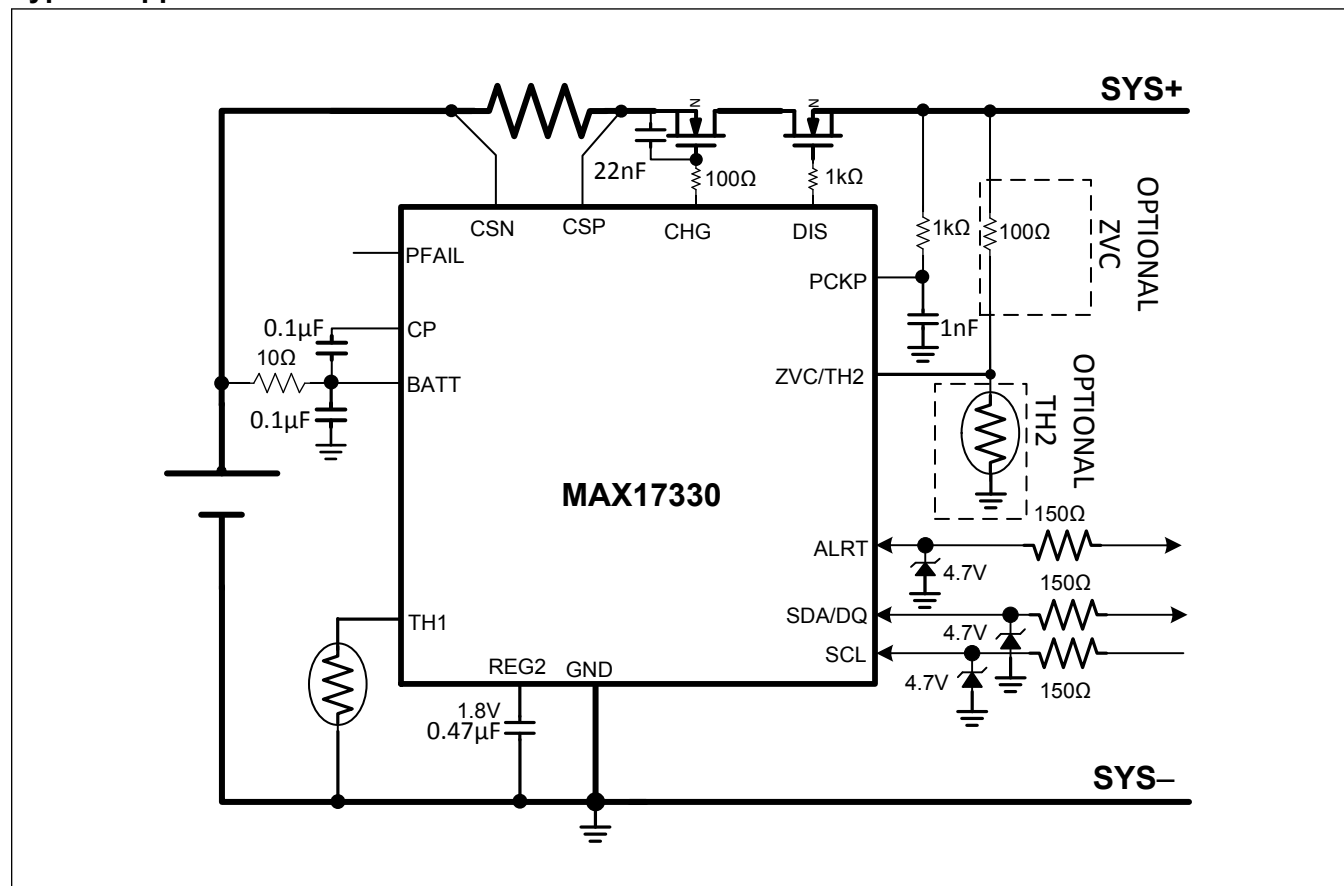 SYS+
N
N
22nF
100Ω
1kΩ
CSN
CSP
CHG
DIS
PFAIL
1kΩ
100Ω
OPTIONAL
ZVC
PCKP
0.1µF
CP
1nF
10Ω
BATT
ZVC/TH2
0.1µF
OPTIONAL
TH2
MAX17330
150Ω
ALRT
4.7V
150Ω
SDA/DQ
4.7V
TH1
SCL
REG2
GND
4.7V
150Ω
1.8V
0.47µF
SYS–